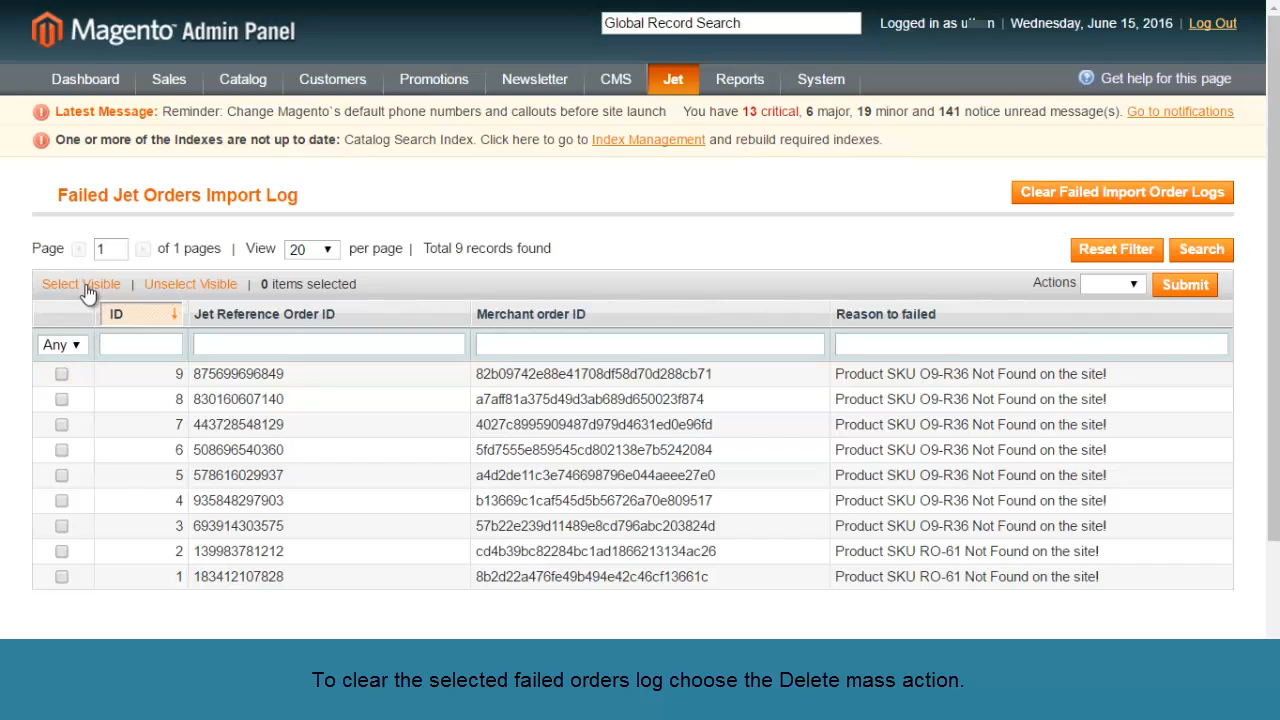 Magento Admin Panel
Global Record Search
Logged in as | Wednesday, June 15, 2016 | Log Out
Dashboard Sales Catalog Customers Promotions Newsletter CMS Jet Reports System Get help for this page
Latest Message: Reminder: Change Magento`s default phone numbers and callouts before site launch You have 13 critical, 6 major, 19 minor and 141 notice unread message(s). Go to notifications
One or more of the Indexes are not up to date: Catalog Search Index. Click here to go to Index Management and rebuild required indexes.
Failed Jet Orders Import Log Clear Failed Import Order Logs
Page 1 of 1 pages | View 20 per page | Total 9 records found Reset Filter Search
Select Visible | Unselect Visible | 0 items selected Actions Submit
ID Jet Reference Order ID Merchant order ID Reason to failed
Any
9 875699696849 82b09742e88e41708df58d70d288cb71 Product SKU O9-R36 Not Found on the site!
8 830160607140 a7aff81a375d49d3ab689d650023f874 Product SKU O9-R36 Not Found on the site!
7 443728548129 4027c8995909487d979d4631ed0e96fd Product SKU O9-R36 Not Found on the site!
6 508696540360 5fd7555e859545cd802138e7b5242084 Product SKU O9-R36 Not Found on the site!
5 578616029937 a4d2de11c3e746698796e044aeee27e0 Product SKU O9-R36 Not Found on the site!
4 935848297903 b13669c1caf545d5b56726a70e809517 Product SKU O9-R36 Not Found on the site!
3 693914303575 57b22e239d11489e8cd796abc203824d Product SKU O9-R36 Not Found on the site!
2 139983781212 cd4b39bc82284bc1ad1866213134ac26 Product SKU RO-61 Not Found on the site!
1 183412107828 8b2d22a476fe49b494e42c46cf13661c Product SKU RO-61 Not Found on the site!
To clear the selected failed orders log choose the Delete mass action.